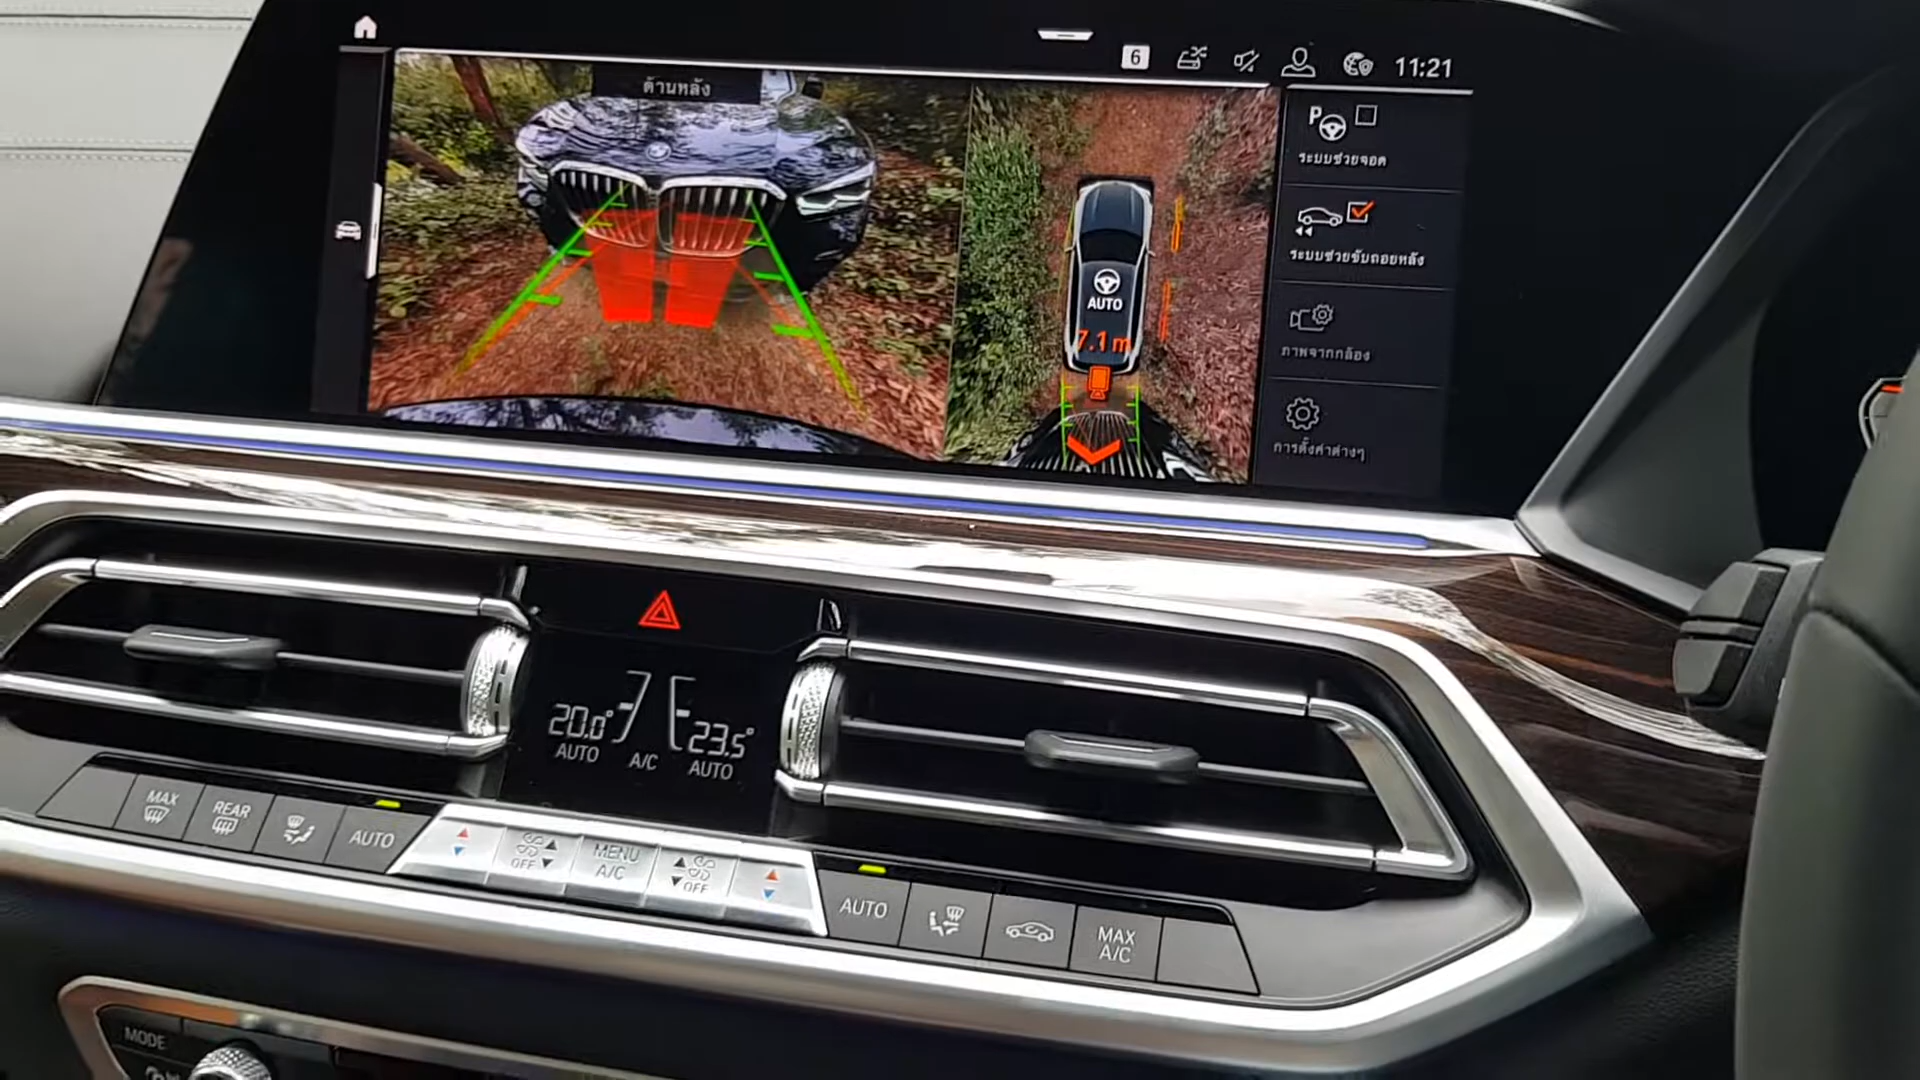 6 11:21
ด้านหลัง
P
ระบบช่วยจอด
ระบบช่วยขับถอยหลัง
AUTO
7.1 m
ภาพจากกล้อง
การตั้งค่าต่างๆ
20.0° 23.5°
AUTO A/C AUTO
MAX
REAR
AUTO
OFF
MENU
A/C
OFF
AUTO
MAX
A/C
MODE